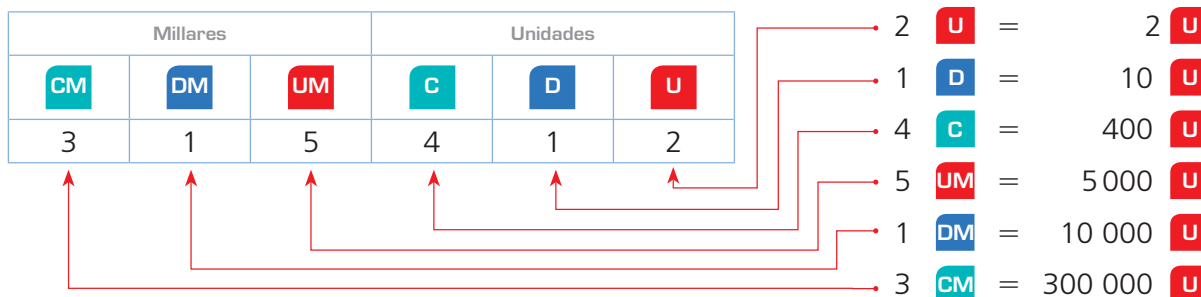 Millares Unidades
CM DM UM C D U
3 1 5 4 1 2
2 U = 2 U
1 D = 10 U
4 C = 400 U
5 UM = 5 000 U
1 DM = 10 000 U
3 CM = 300 000 U